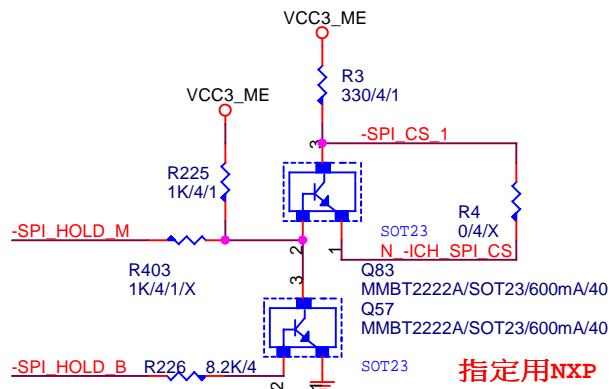 VCC3_ME
R3
330/4/1
VCC3_ME
3
-SPI_CS_1
R225
1K/4/1
R4
0/4/X
-SPI_HOLD_M
SOT23
2
1
N_-ICH_SPI_CS
R403
1K/4/1/X
Q83
MMBT2222A/SOT23/600mA/40
3
Q57
MMBT2222A/SOT23/600mA/40
-SPI_HOLD_B
R226
8.2K/4
SOT23
指定用NXP
2
1